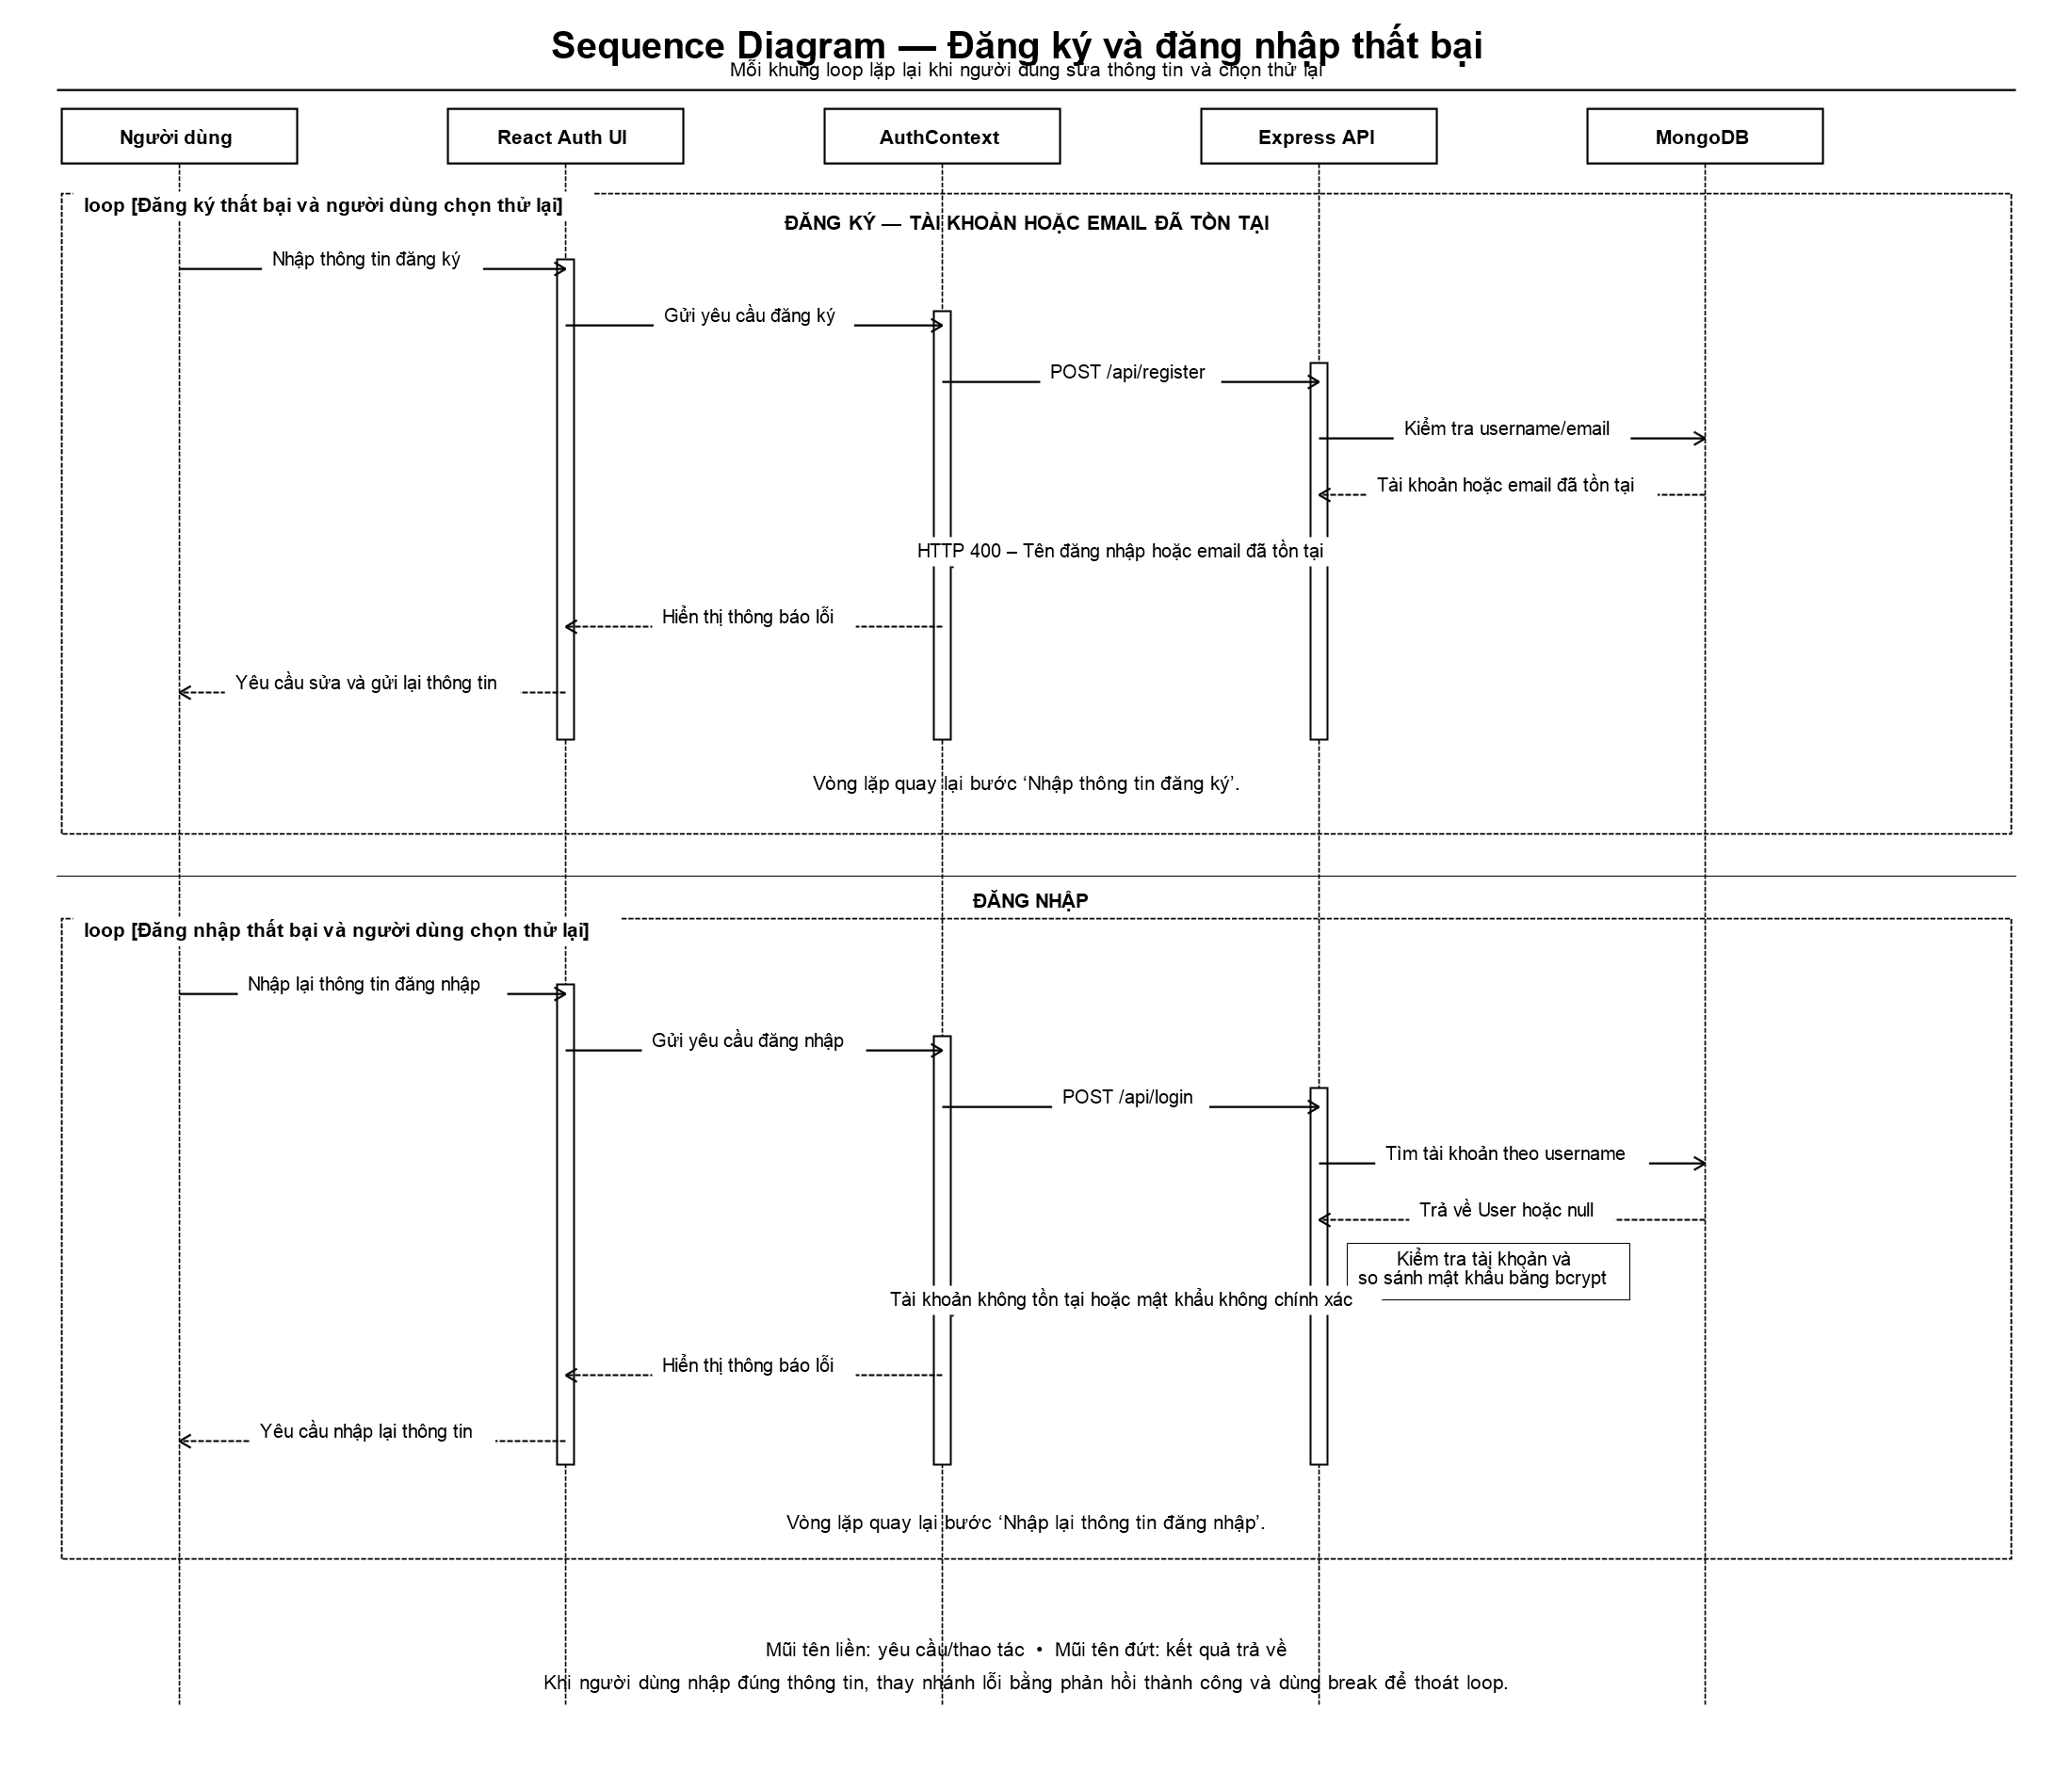 Sequence Diagram — Đăng ký và đăng nhập thất bại
Mỗi khung loop lặp lại khi người dùng sửa thông tin và chọn thử lại
Người dùng
React Auth UI
AuthContext
Express API
MongoDB
loop [Đăng ký thất bại và người dùng chọn thử lại]
ĐĂNG KÝ — TÀI KHOẢN HOẶC EMAIL ĐÃ TỒN TẠI
Nhập thông tin đăng ký
Gửi yêu cầu đăng ký
POST /api/register
Kiểm tra username/email
Tài khoản hoặc email đã tồn tại
HTTP 400 – Tên đăng nhập hoặc email đã tồn tại
Hiển thị thông báo lỗi
Yêu cầu sửa và gửi lại thông tin
Vòng lặp quay lại bước ‘Nhập thông tin đăng ký’.
ĐĂNG NHẬP
loop [Đăng nhập thất bại và người dùng chọn thử lại]
Nhập lại thông tin đăng nhập
Gửi yêu cầu đăng nhập
POST /api/login
Tìm tài khoản theo username
Trả về User hoặc null
Kiểm tra tài khoản và
so sánh mật khẩu bằng bcrypt
Tài khoản không tồn tại hoặc mật khẩu không chính xác
Hiển thị thông báo lỗi
Yêu cầu nhập lại thông tin
Vòng lặp quay lại bước ‘Nhập lại thông tin đăng nhập’.
Mũi tên liền: yêu cầu/thao tác • Mũi tên đứt: kết quả trả về
Khi người dùng nhập đúng thông tin, thay nhánh lỗi bằng phản hồi thành công và dùng break để thoát loop.